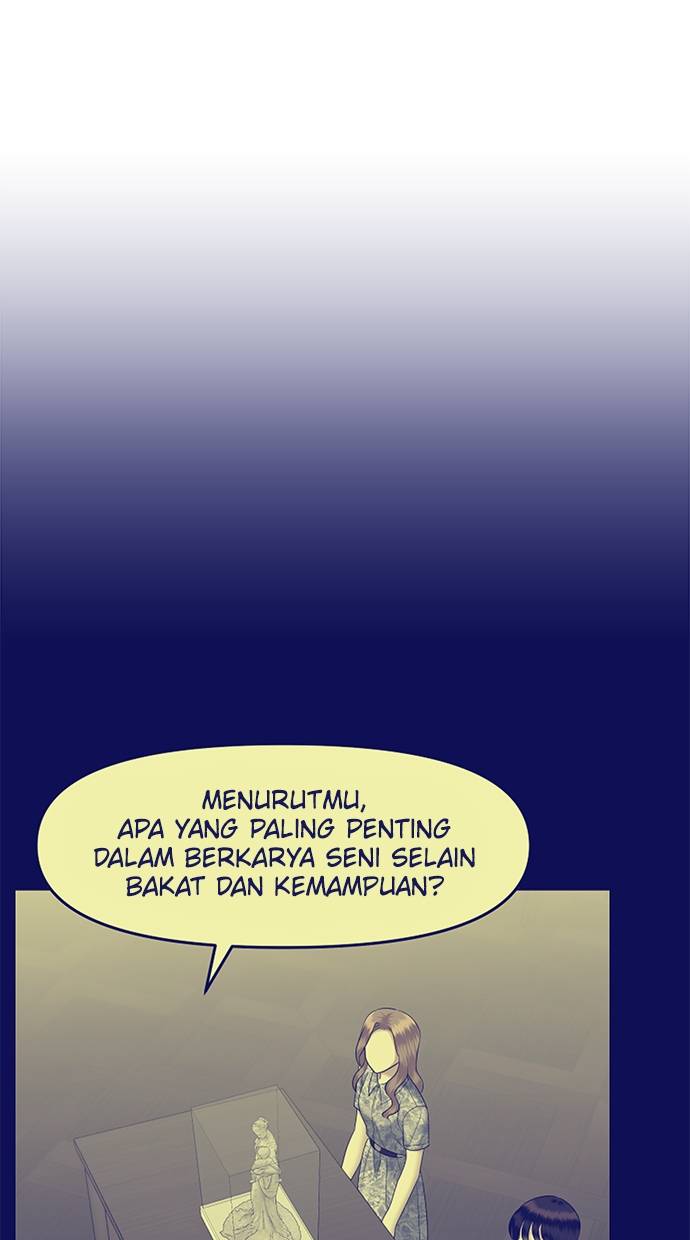 MENURUTMU,
APA YANG PALING PENTING
DALAM BERKARYA SENI SELAIN
BAKAT DAN KEMAMPUAN?